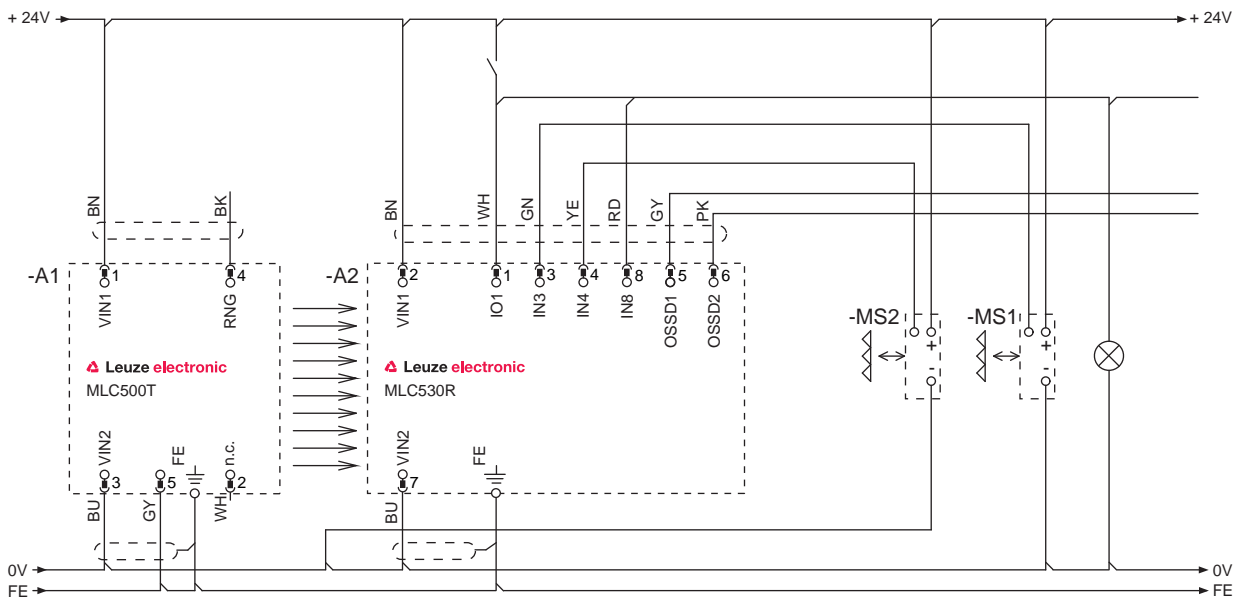 + 24V
+ 24V
BN
BK
BN
WH
GN
YE
RD
GY
PK
-A1
1
4
-A2
2
1
3
4
8
5
6
VIN1
RNG
VIN1
IO1
IN3
IN4
IN8
OSSD1
OSSD2
-MS2
-MS1
+
+
-
-
Leuze electronic
MLC500T
Leuze electronic
MLC530R
VIN2
FE
n.c.
VIN2
FE
3
5
2
7
BU
GY
WH
BU
0V
0V
FE
FE